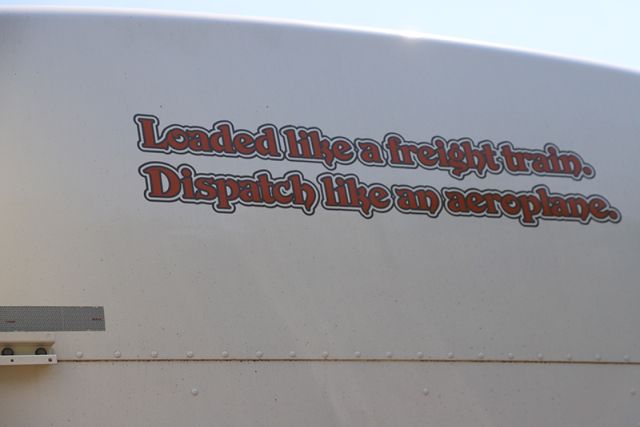 Loaded like a freight train.
Dispatch like an aeroplane.